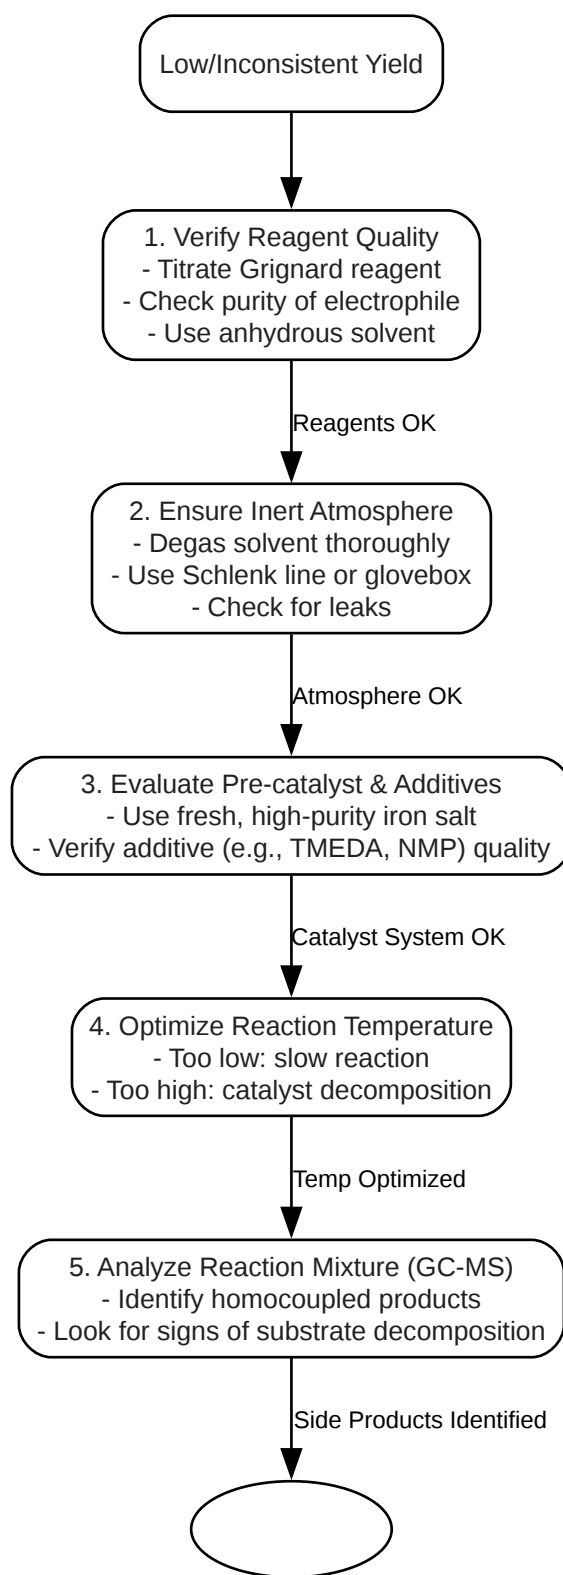 Low/Inconsistent Yield
1. Verify Reagent Quality
- Titrate Grignard reagent
- Check purity of electrophile
- Use anhydrous solvent
Reagents OK
2. Ensure Inert Atmosphere
- Degas solvent thoroughly
- Use Schlenk line or glovebox
- Check for leaks
Atmosphere OK
3. Evaluate Pre-catalyst & Additives
- Use fresh, high-purity iron salt
- Verify additive (e.g., TMEDA, NMP) quality
Catalyst System OK
4. Optimize Reaction Temperature
- Too low: slow reaction
- Too high: catalyst decomposition
Temp Optimized
5. Analyze Reaction Mixture (GC-MS)
- Identify homocoupled products
- Look for signs of substrate decomposition
Side Products Identified